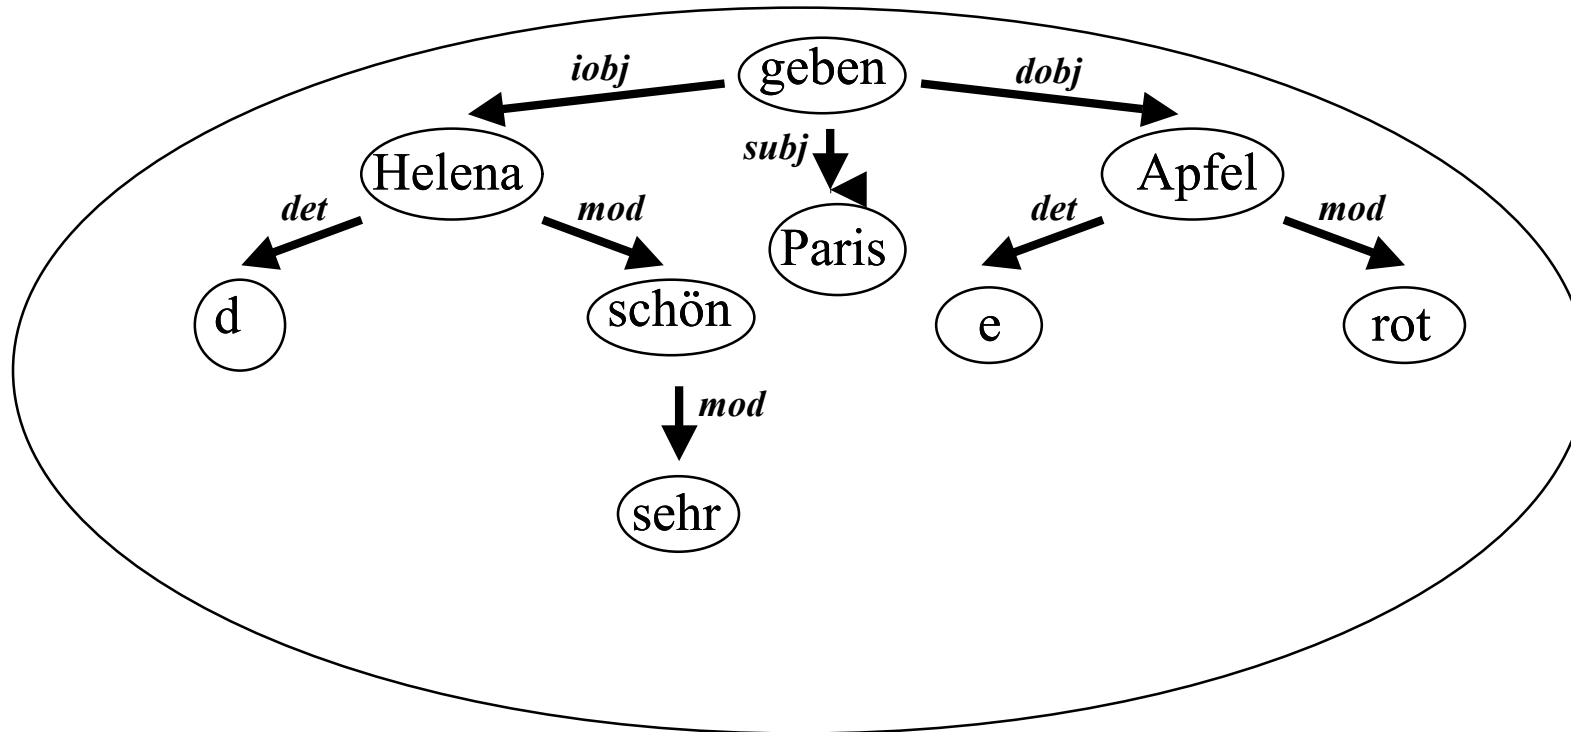 iobj geben dobj
Helena subj Apfel
det mod det mod
d schön Paris e rot
mod
sehr